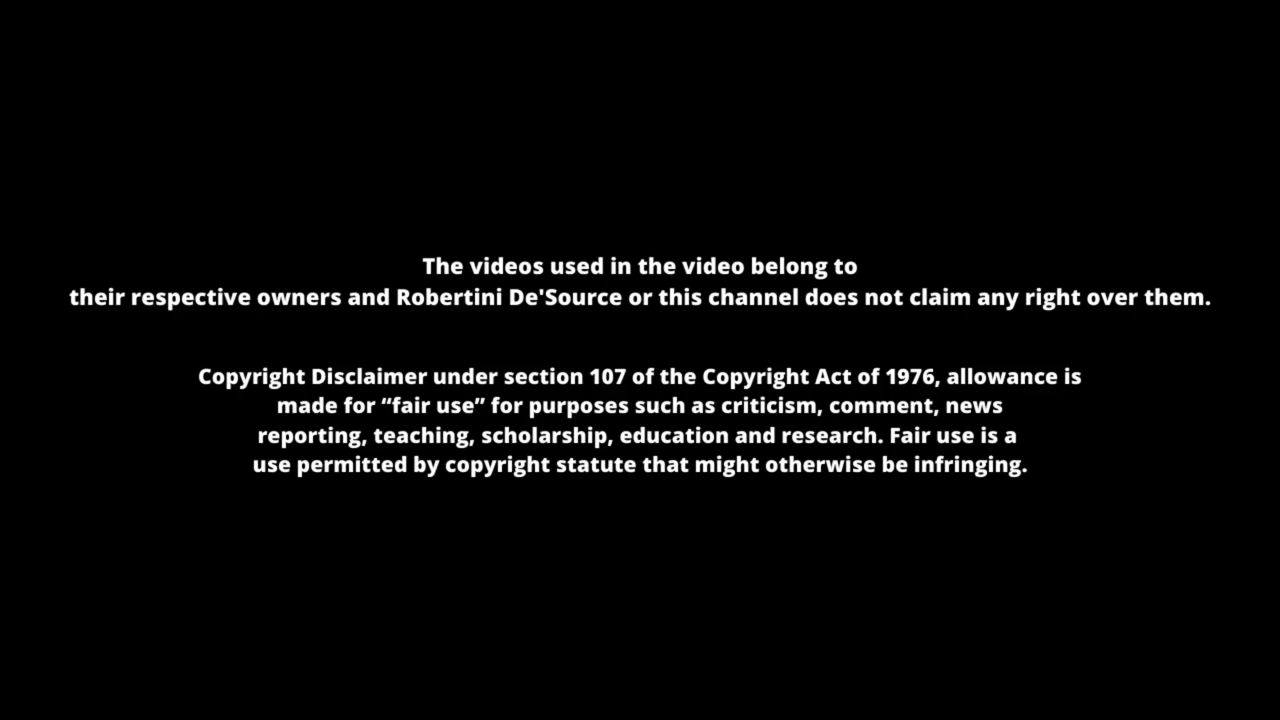 The videos used in the video belong to
their respective owners and Robertini De'Source or this channel does not claim any right over them.
Copyright Disclaimer under section 107 of the Copyright Act of 1976, allowance is
made for “fair use” for purposes such as criticism, comment, news
reporting, teaching, scholarship, education and research. Fair use is a
use permitted by copyright statute that might otherwise be infringing.